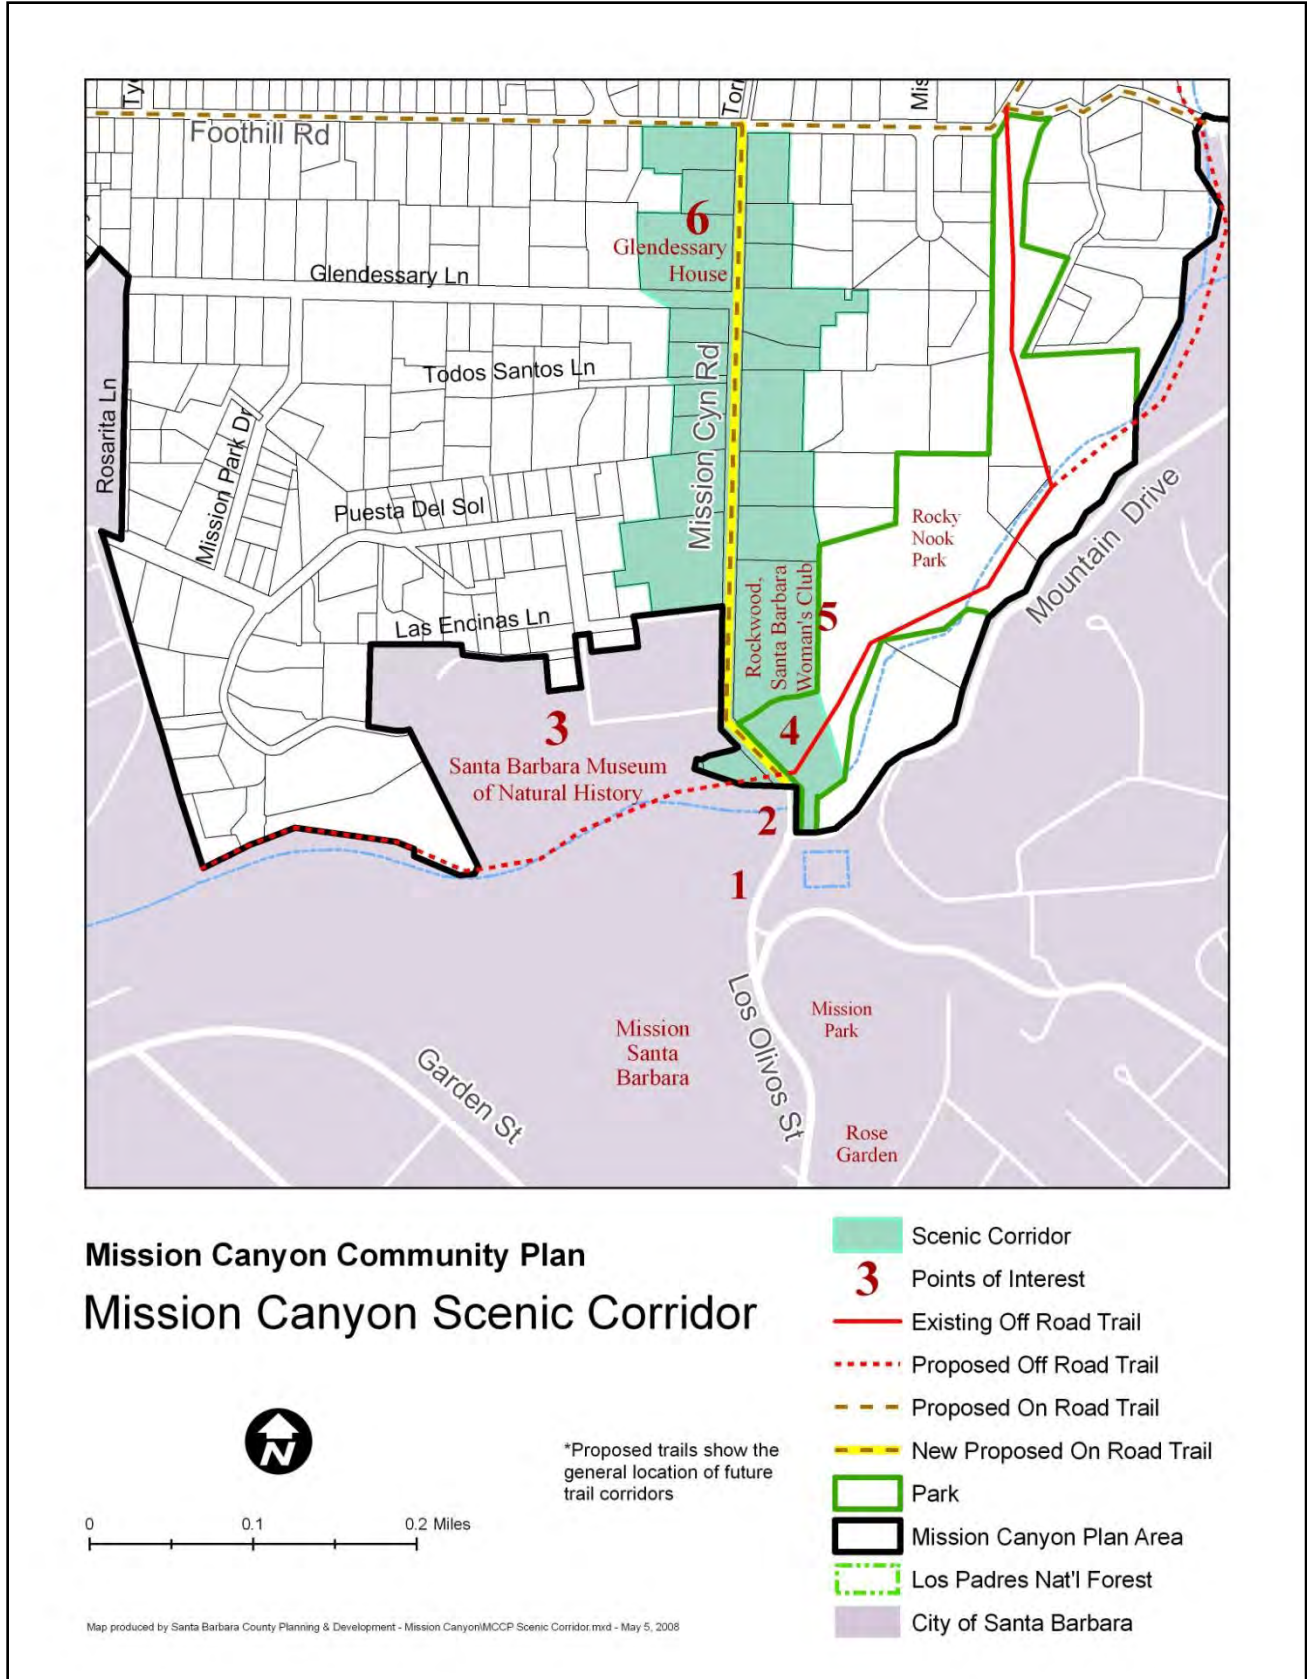 Ty
Torr
Mis
Foothill Rd
6
Glendessary
House
Glendessary Ln
Todos Santos Ln
Mission Cyn Rd
Rosarita Ln
Mission Park Dr
Puesta Del Sol
Rocky
Nook
Park
Mountain Drive
Rockwood,
Santa Barbara
Woman's Club
5
Las Encinas Ln
3
Santa Barbara Museum
of Natural History
4
2
1
Los Olivos St
Mission
Park
Mission
Santa
Barbara
Garden St
Rose
Garden
Mission Canyon Community Plan
Mission Canyon Scenic Corridor
N
*Proposed trails show the
general location of future
trail corridors
0 0.1 0.2 Miles
Map produced by Santa Barbara County Planning & Development - Mission Canyon\MCCP Scenic Corridor.mxd - May 5, 2008
Scenic Corridor
3 Points of Interest
Existing Off Road Trail
Proposed Off Road Trail
Proposed On Road Trail
New Proposed On Road Trail
Park
Mission Canyon Plan Area
Los Padres Nat'l Forest
City of Santa Barbara